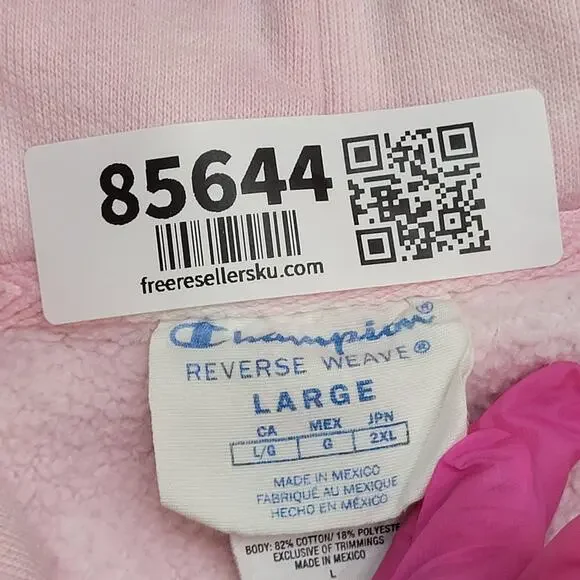 85644
freeresellersku.com
Champion®
REVERSE WEAVE®
LARGE
CA MEX JPN
L/G G 2XL
MADE IN MEXICO
FABRIQUÉ AU MEXIQUE
HECHO EN MÉXICO
BODY: 82% COTTON/ 18% POLYESTE
EXCLUSIVE OF TRIMMINGS
MADE IN MEXICO
L